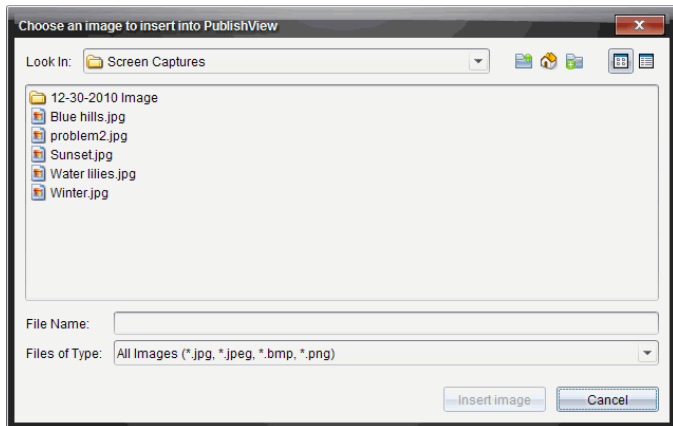 Choose an image to insert into PublishView
Look In: Screen Captures
12-30-2010 Image
Blue hills.jpg
problem2.jpg
Sunset.jpg
Water lilies.jpg
Winter.jpg
File Name:
Files of Type: All Images (*.jpg, *.jpeg, *.bmp, *.png)
Insert image Cancel